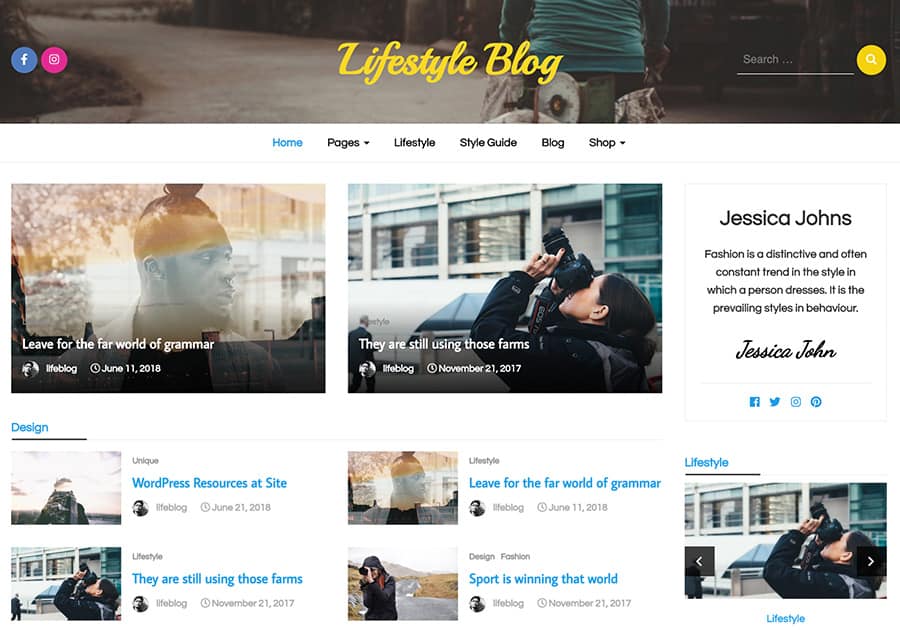 Lifestyle Blog
Search …
Home Pages Lifestyle Style Guide Blog Shop
Lifestyle
Leave for the far world of grammar
lifeblog June 11, 2018
Lifestyle
They are still using those farms
lifeblog November 21, 2017
Jessica Johns
Fashion is a distinctive and often
constant trend in the style in
which a person dresses. It is the
prevailing styles in behaviour.
Jessica John
Design
Unique
WordPress Resources at Site
lifeblog June 21, 2018
Lifestyle
Leave for the far world of grammar
lifeblog June 11, 2018
Lifestyle
They are still using those farms
lifeblog November 21, 2017
Design Fashion
Sport is winning that world
lifeblog November 21, 2017
Lifestyle
Lifestyle